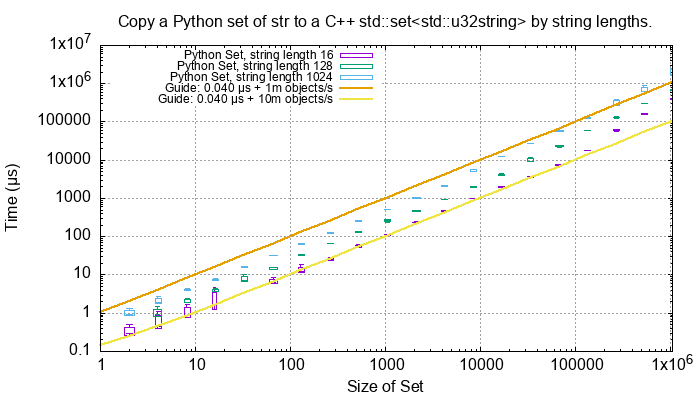 Copy a Python set of str to a C++ std::set<std::u32string> by string lengths.
1x10^7
Python Set, string length 16
Python Set, string length 128
1x10^6
Python Set, string length 1024
Guide: 0.040 µs + 1m objects/s
Guide: 0.040 µs + 10m objects/s
100000
10000
1000
100
10
1
0.1
Time (µs)
1 10 100 1000 10000 100000 1x10^6
Size of Set